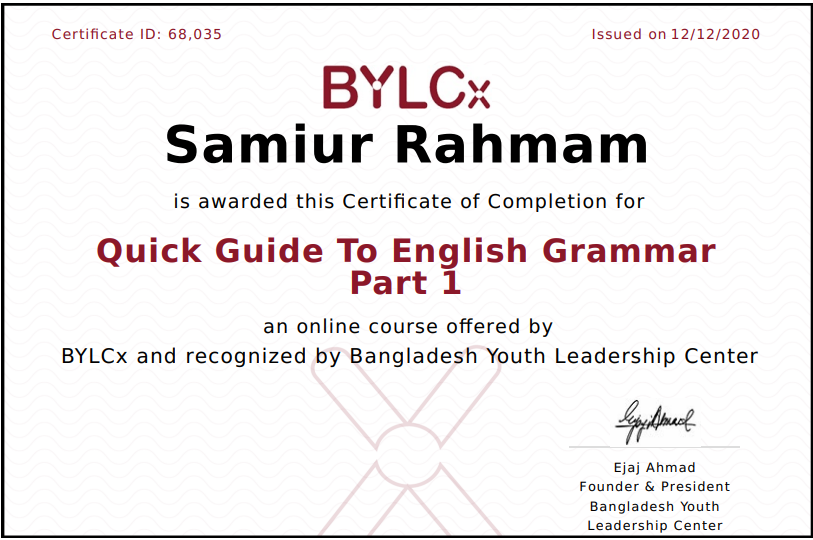 Certificate ID: 68,035
Issued on 12/12/2020
BYLCx
Samiur Rahmam
is awarded this Certificate of Completion for
Quick Guide To English Grammar
Part 1
an online course offered by
BYLCx and recognized by Bangladesh Youth Leadership Center
Ejaj Ahmad
Ejaj Ahmad
Founder & President
Bangladesh Youth
Leadership Center